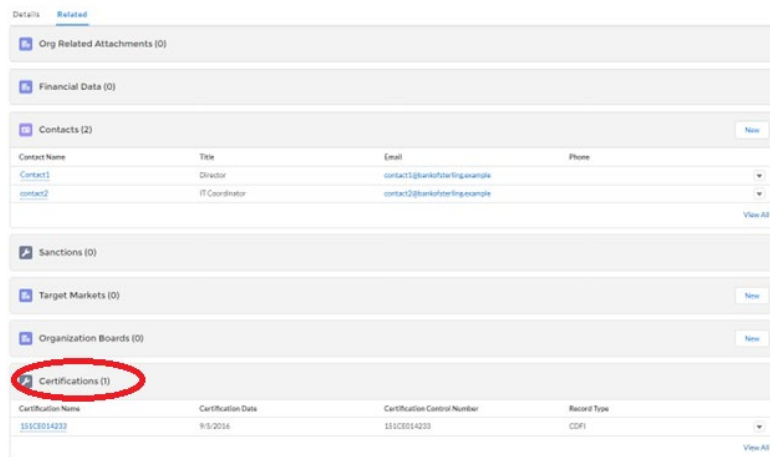 Details Related
Org Related Attachments (0)
Financial Data (0)
Contacts (2) New
Contact Name Title Email Phone
Contact1 Director contact1@bankofsterling.example
contact2 IT Coordinator contact2@bankofsterling.example
View All
Sanctions (0)
Target Markets (0) New
Organization Boards (0) New
Certifications (1)
Certification Name Certification Date Certification Control Number Record Type
151CE014233 9/5/2016 151CE014233 CDFI
View All